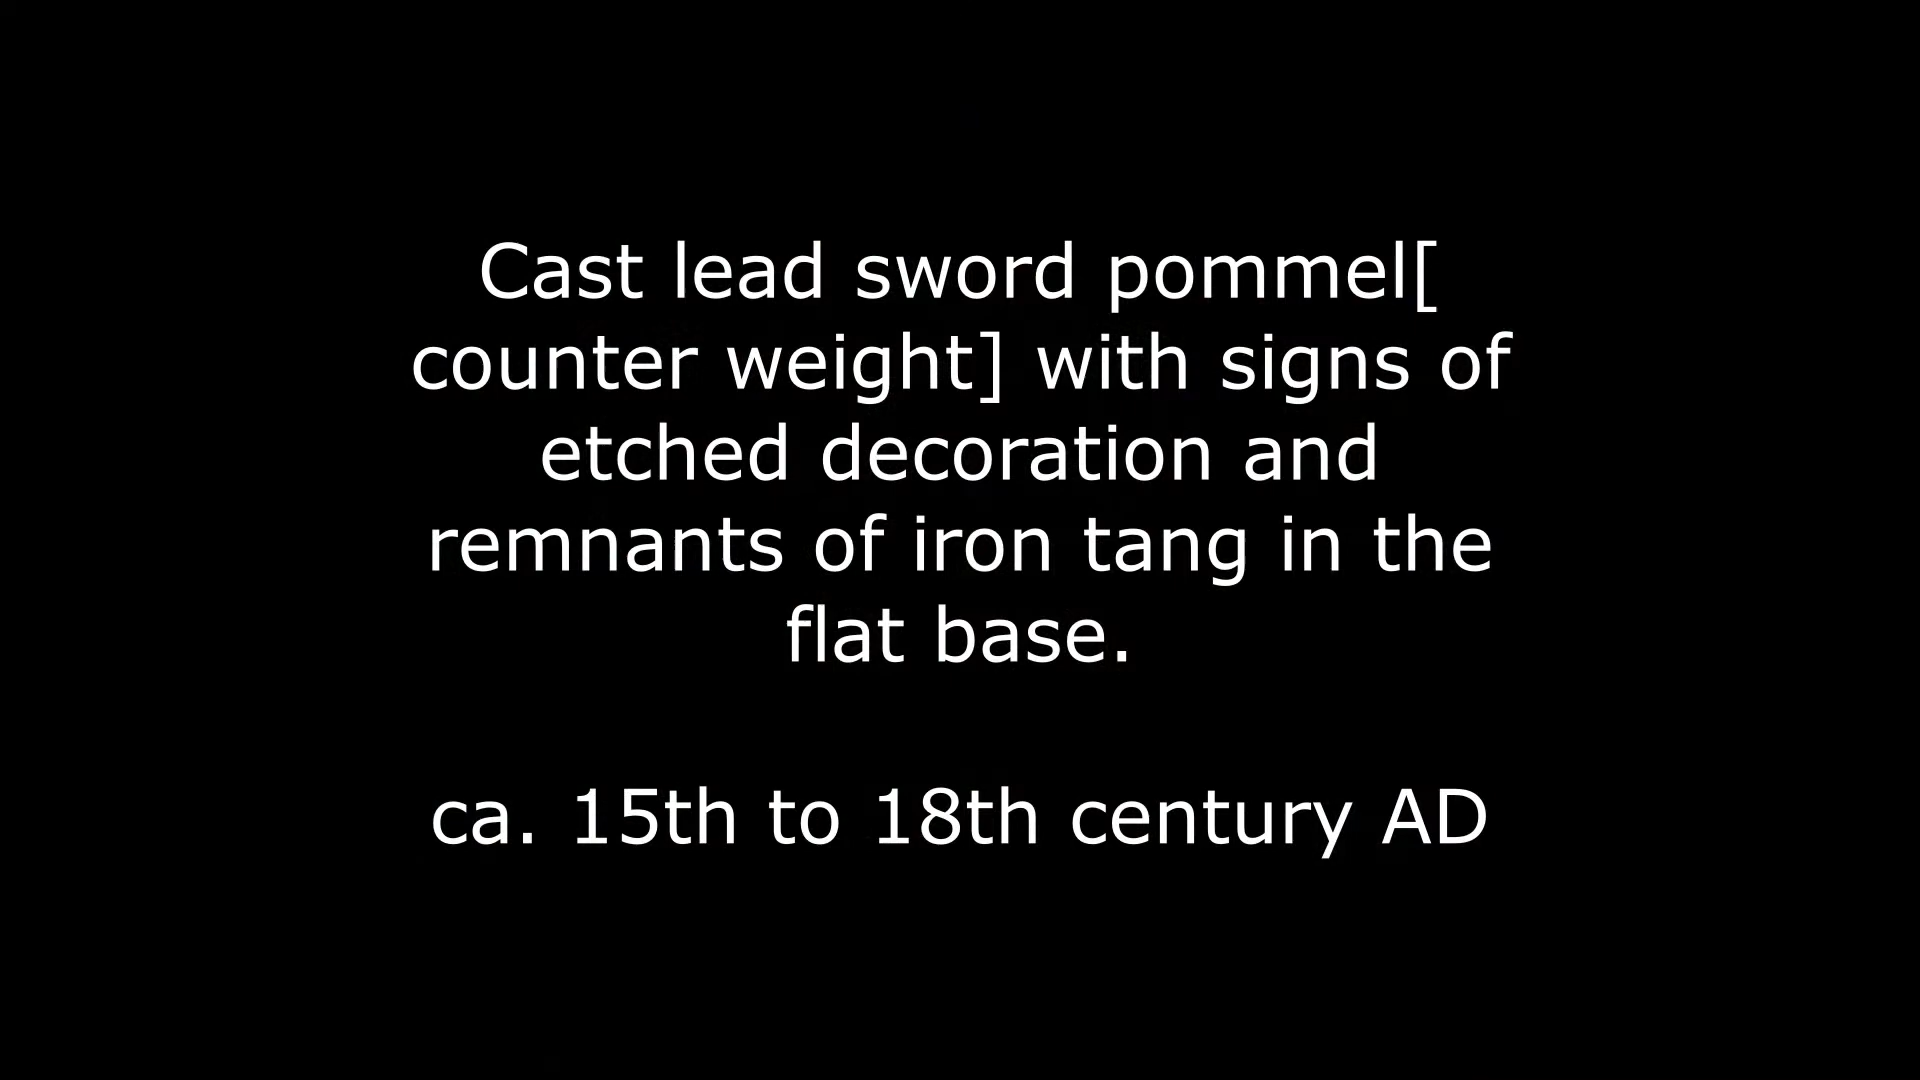 Cast lead sword pommel[
counter weight] with signs of
etched decoration and
remnants of iron tang in the
flat base.
ca. 15th to 18th century AD